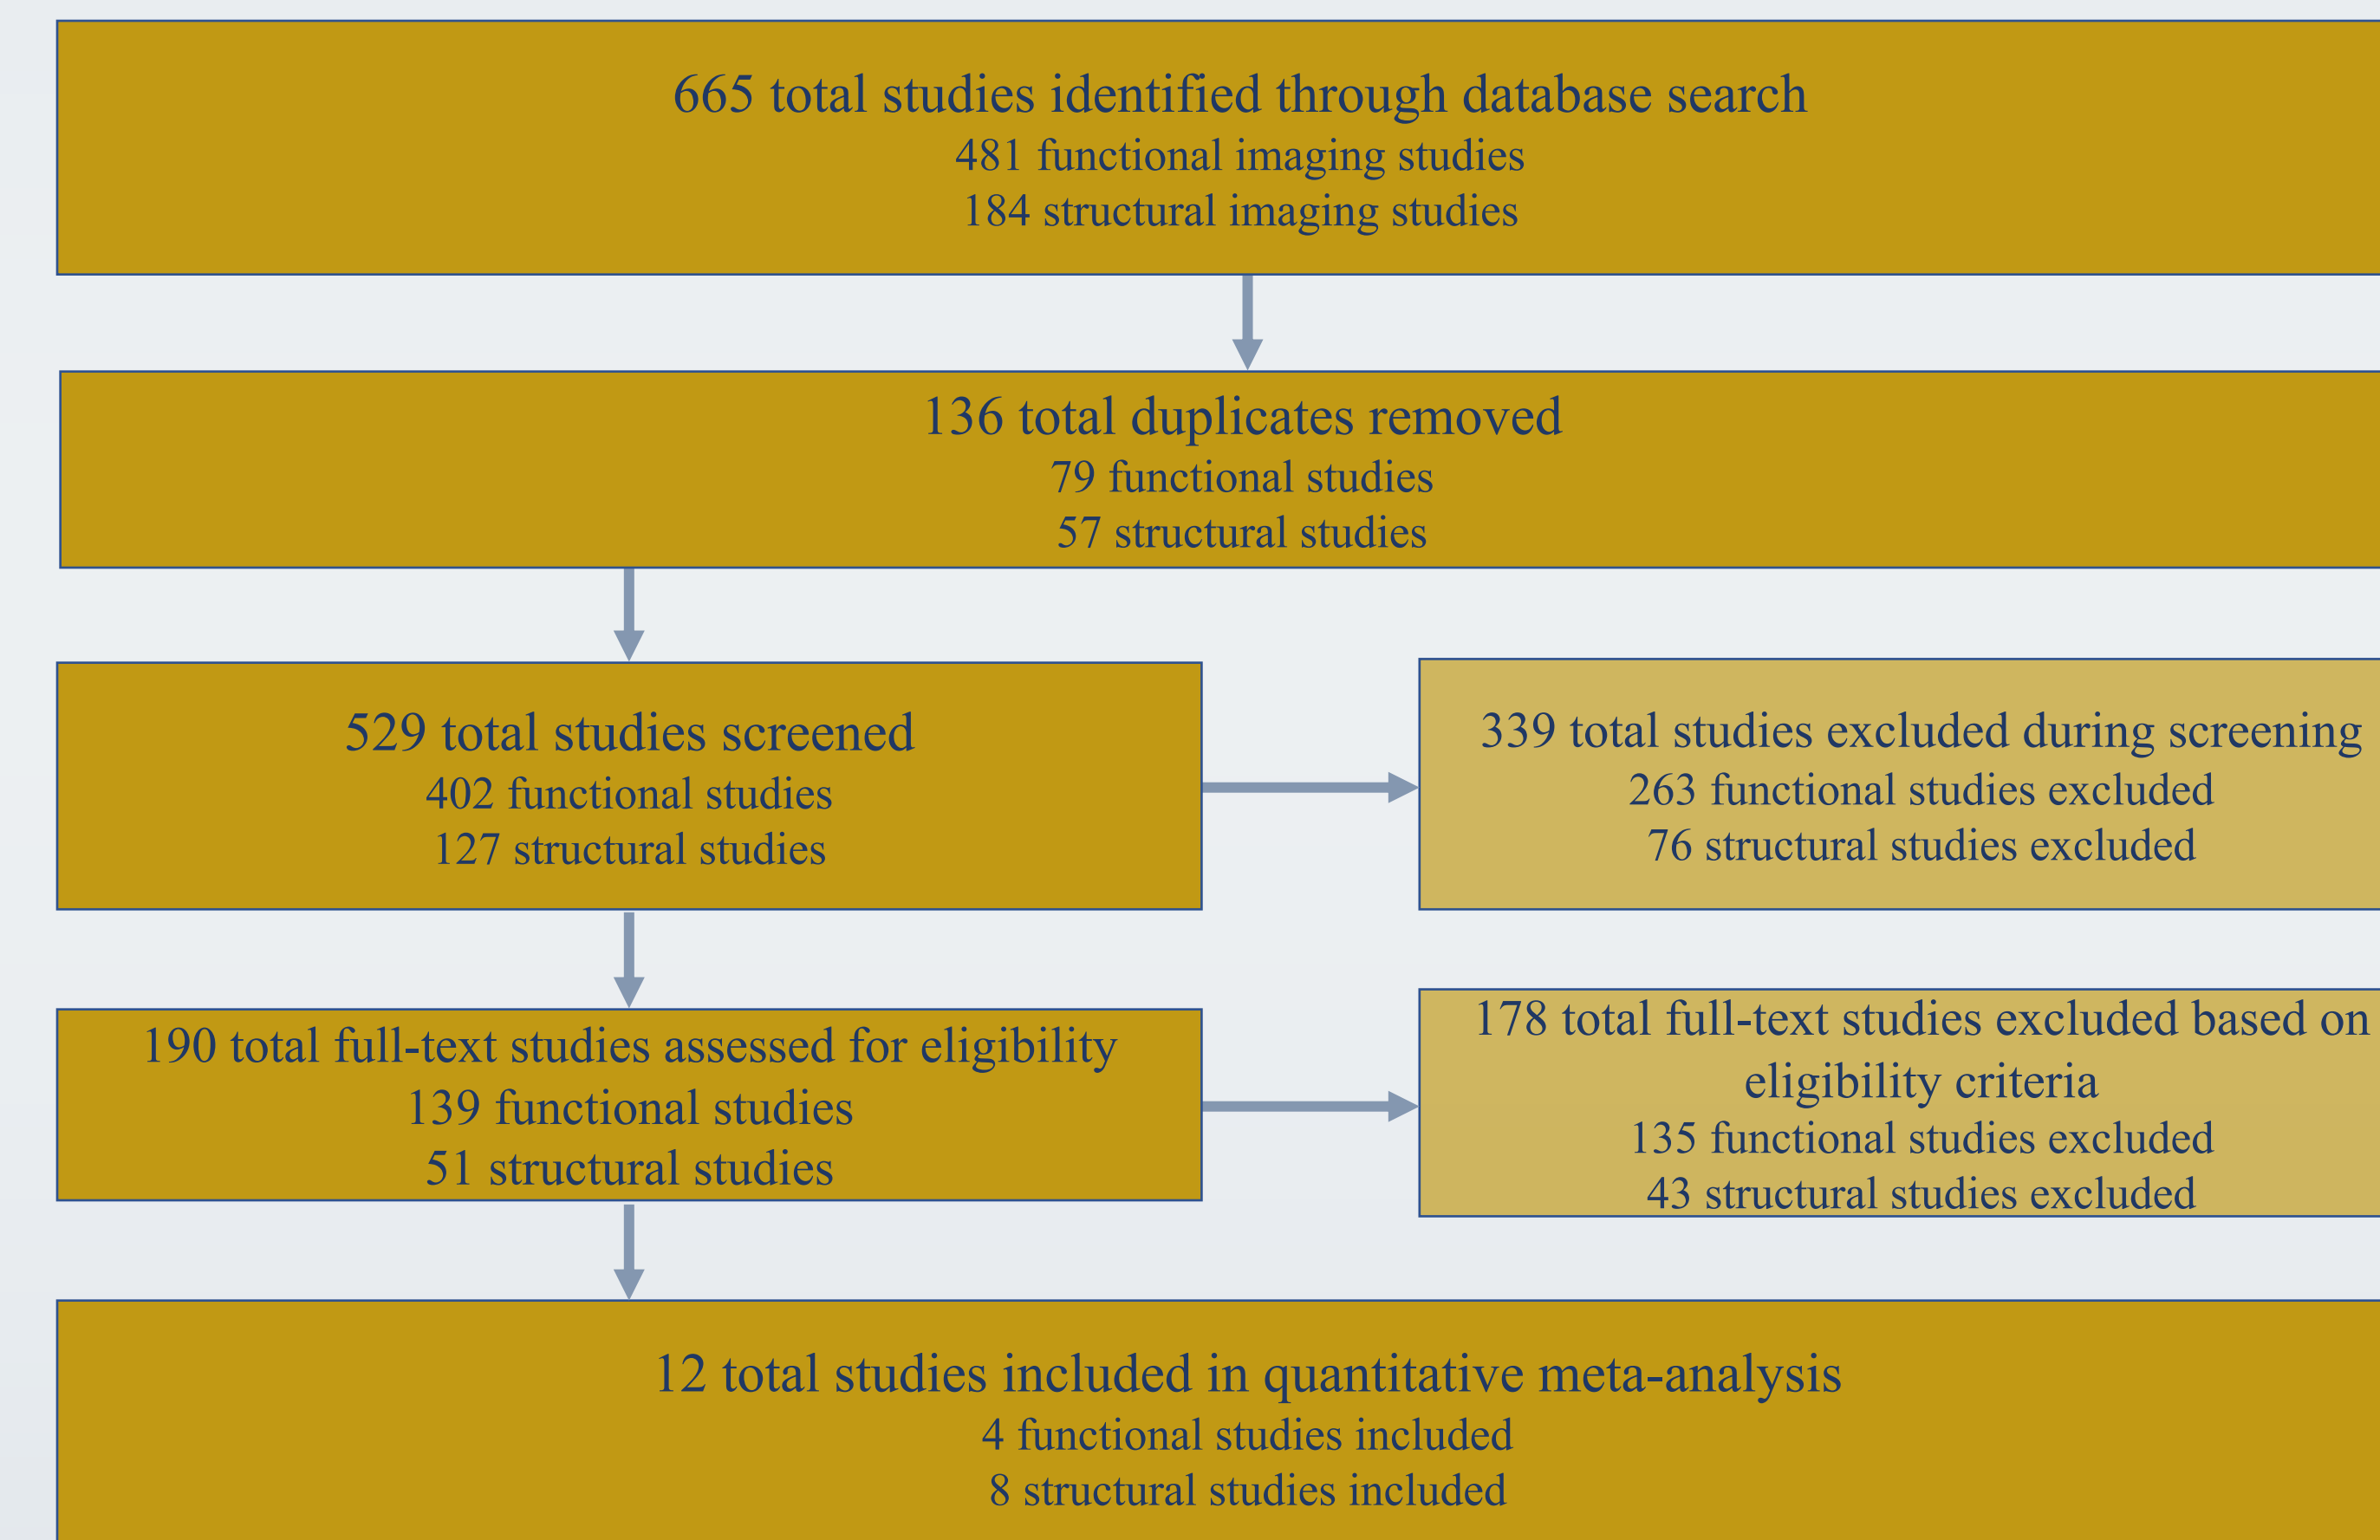 665 total studies identified through database search
481 functional imaging studies
184 structural imaging studies
136 total duplicates removed
79 functional studies
57 structural studies
529 total studies screened
402 functional studies
127 structural studies
339 total studies excluded during screening
263 functional studies excluded
76 structural studies excluded
190 total full-text studies assessed for eligibility
139 functional studies
51 structural studies
178 total full-text studies excluded based on
eligibility criteria
135 functional studies excluded
43 structural studies excluded
12 total studies included in quantitative meta-analysis
4 functional studies included
8 structural studies included